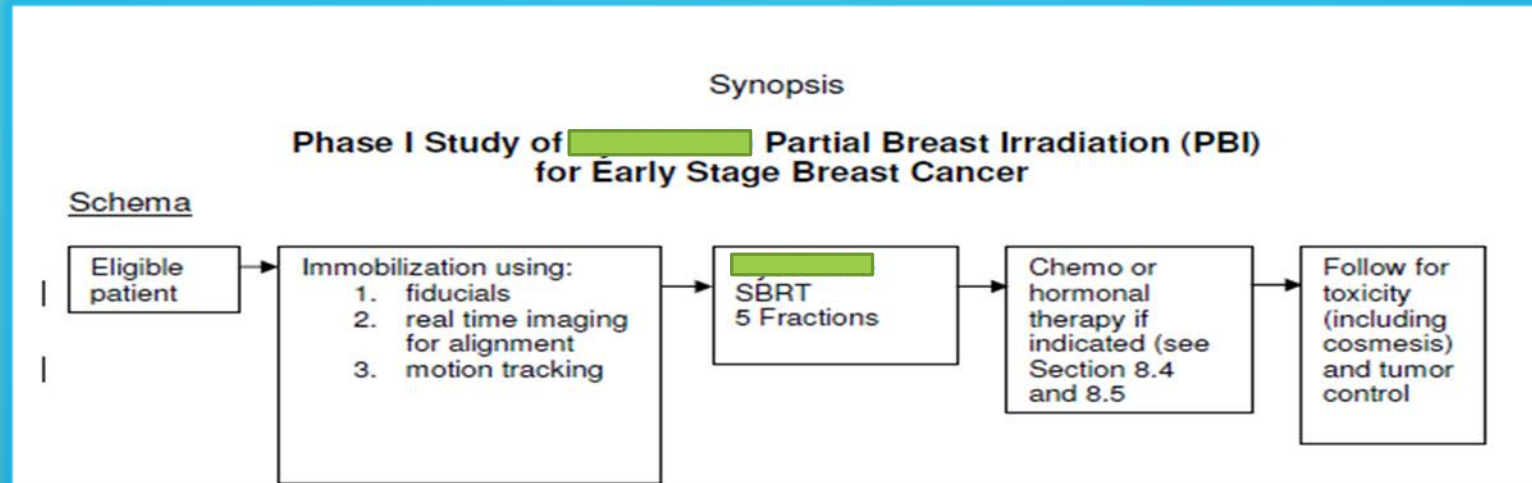 Synopsis
Phase I Study of Partial Breast Irradiation (PBI)
for Early Stage Breast Cancer
Schema
Eligible
patient
Immobilization using:
1. fiducials
2. real time imaging
for alignment
3. motion tracking
SBRT
5 Fractions
Chemo or
hormonal
therapy if
indicated (see
Section 8.4
and 8.5
Follow for
toxicity
(including
cosmesis)
and tumor
control